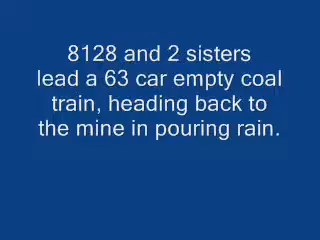 8128 and 2 sisters
lead a 63 car empty coal
train, heading back to
the mine in pouring rain.